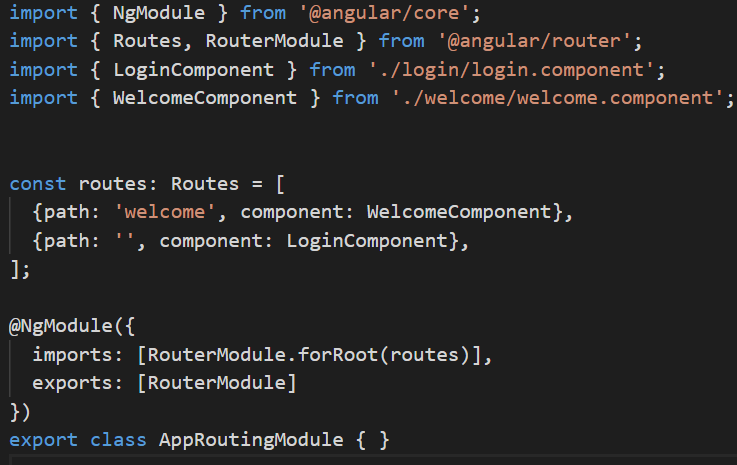 import { NgModule } from '@angular/core';
import { Routes, RouterModule } from '@angular/router';
import { LoginComponent } from './login/login.component';
import { WelcomeComponent } from './welcome/welcome.component';
const routes: Routes = [
{path: 'welcome', component: WelcomeComponent},
{path: '', component: LoginComponent},
];
@NgModule({
imports: [RouterModule.forRoot(routes)],
exports: [RouterModule]
})
export class AppRoutingModule { }